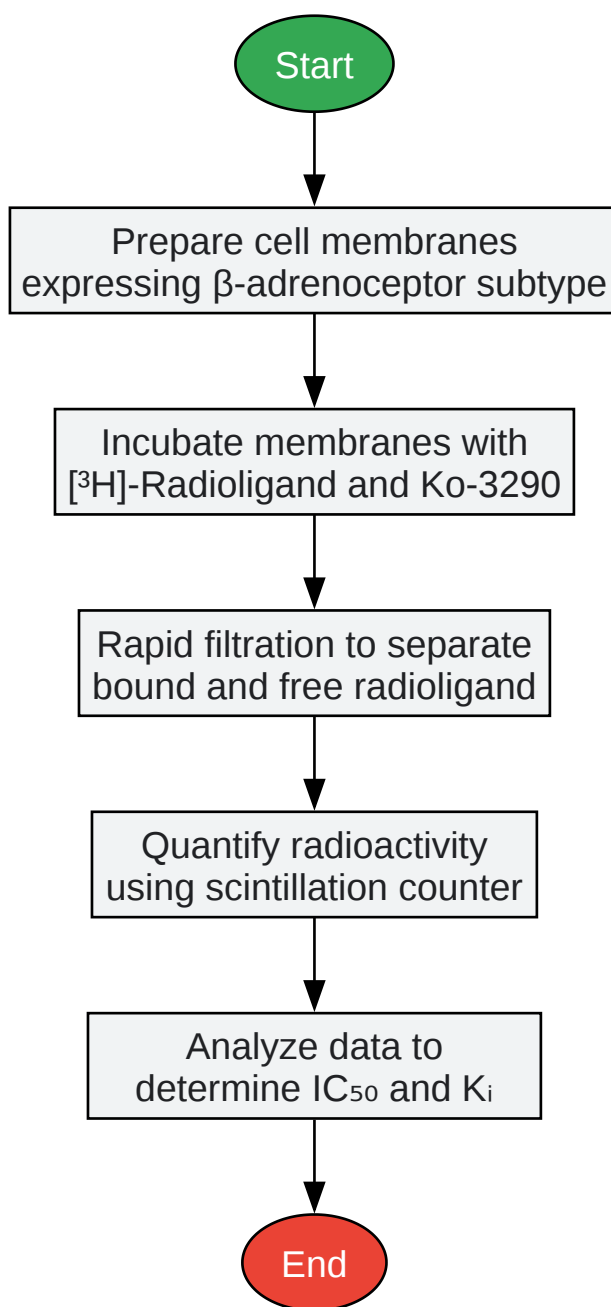 Start
Prepare cell membranes
expressing β-adrenoceptor subtype
Incubate membranes with
[³H]-Radioligand and Ko-3290
Rapid filtration to separate
bound and free radioligand
Quantify radioactivity
using scintillation counter
Analyze data to
determine IC₅₀ and Kᵢ
End